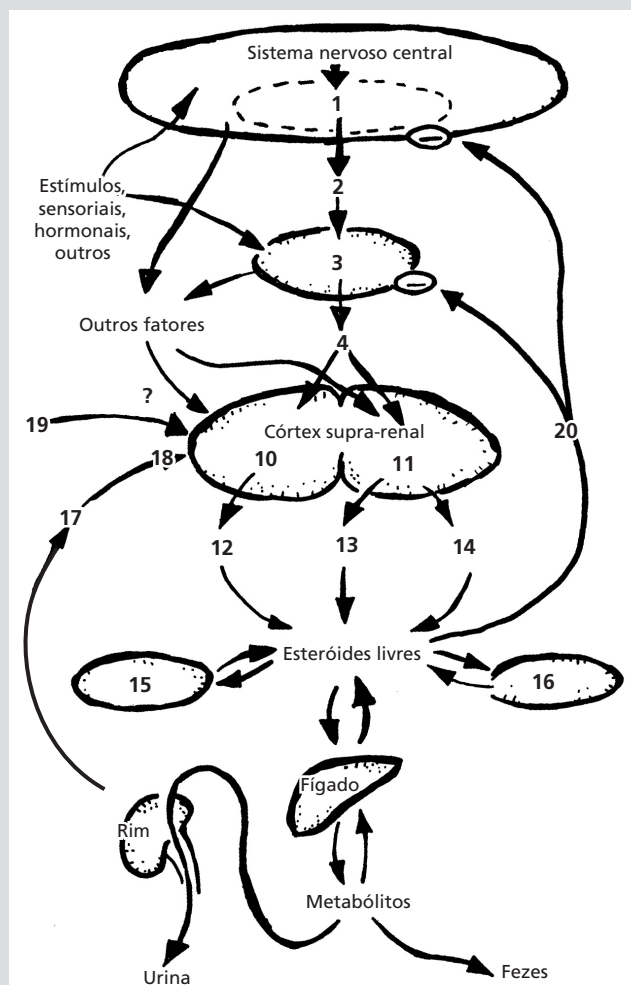 Sistema nervoso central
1
2
Estímulos,
sensoriais,
hormonais,
outros
3
Outros fatores
4
?
19
Córtex supra-renal
20
18
10
11
17
12
13
14
Esteróides livres
15
16
Fígado
Rim
Metabólitos
Urina
Fezes